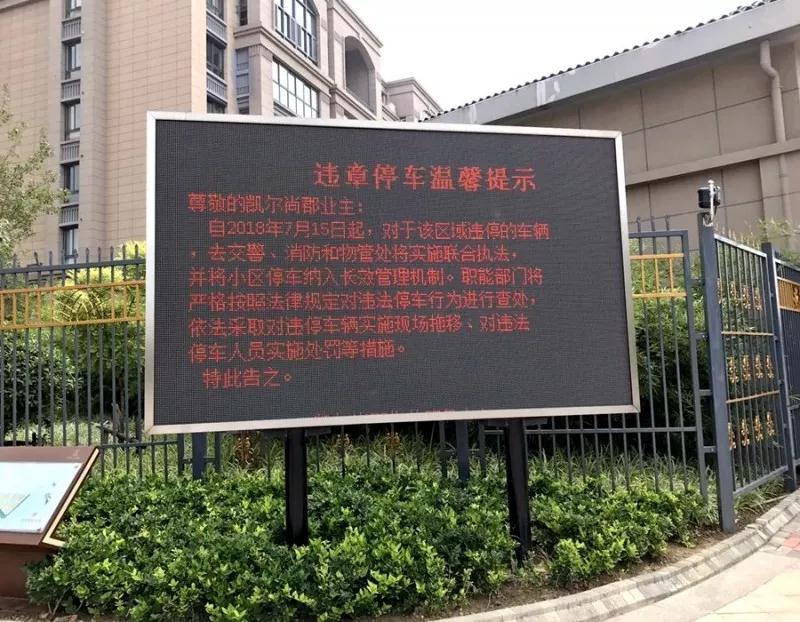 违章停车温馨提示
尊敬的凯尔尚郡业主:
自2018年7月15日起，对于该区域违停的车辆
，去交警、消防和物管处将实施联合执法，
并将小区停车纳入长效管理机制。职能部门将
严格按照法律规定对违法停车行为进行查处，
依法采取对违停车辆实施现场拖移、对违法
停车人员实施处罚等措施。
特此告之。